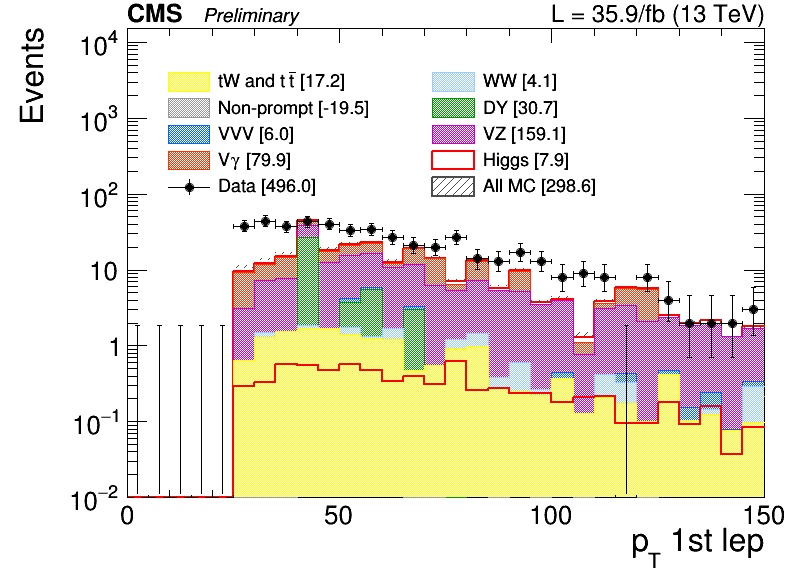 CMS Preliminary L = 35.9/fb (13 TeV)
Events
10⁴
10³
10²
10
1
10⁻¹
10⁻²
tW and t t̄ [17.2]
Non-prompt [-19.5]
VVV [6.0]
Vγ [79.9]
Data [496.0]
WW [4.1]
DY [30.7]
VZ [159.1]
Higgs [7.9]
All MC [298.6]
0 50 100 150
p_T 1st lep